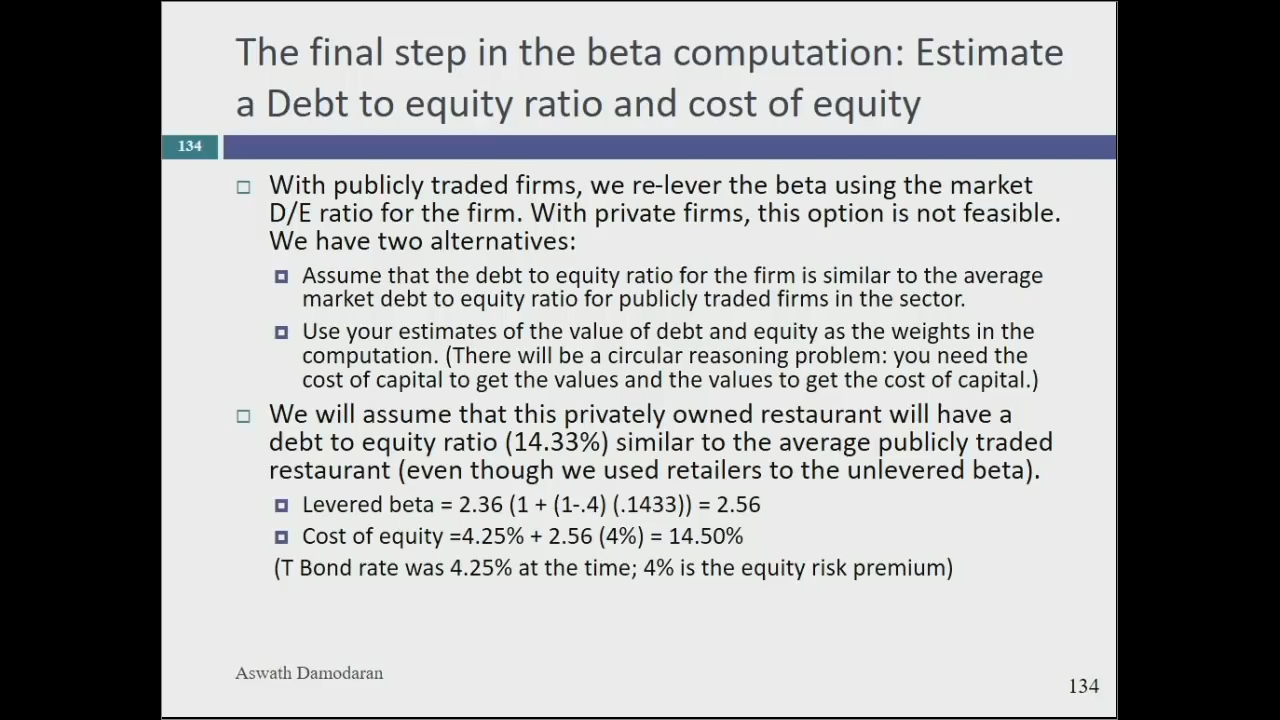 The final step in the beta computation: Estimate
a Debt to equity ratio and cost of equity
134
With publicly traded firms, we re-lever the beta using the market
D/E ratio for the firm. With private firms, this option is not feasible.
We have two alternatives:
Assume that the debt to equity ratio for the firm is similar to the average
market debt to equity ratio for publicly traded firms in the sector.
Use your estimates of the value of debt and equity as the weights in the
computation. (There will be a circular reasoning problem: you need the
cost of capital to get the values and the values to get the cost of capital.)
We will assume that this privately owned restaurant will have a
debt to equity ratio (14.33%) similar to the average publicly traded
restaurant (even though we used retailers to the unlevered beta).
Levered beta = 2.36 (1 + (1-.4) (.1433)) = 2.56
Cost of equity =4.25% + 2.56 (4%) = 14.50%
(T Bond rate was 4.25% at the time; 4% is the equity risk premium)
Aswath Damodaran
134